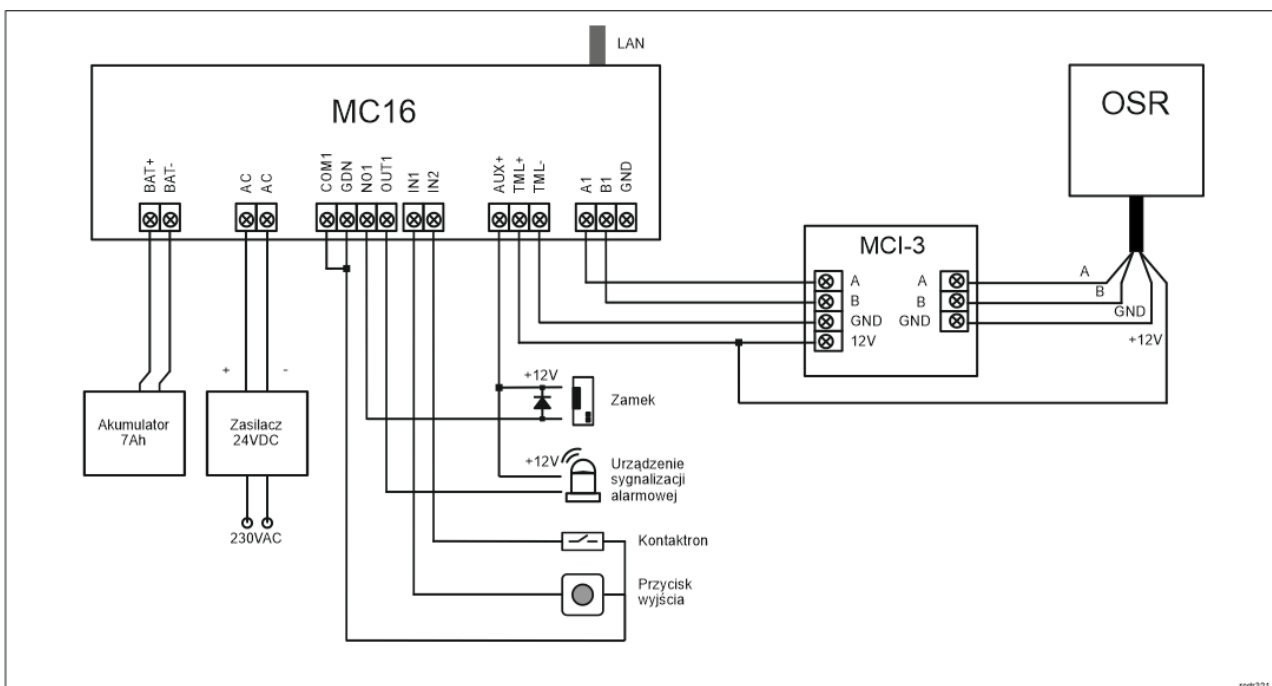 LAN
MC16
OSR
BAT+
BAT-
AC
AC
COM1
GDN
NO1
OUT1
IN1
IN2
AUX+
TML+
TML-
A1
B1
GND
MCI-3
A
B
GND
12V
A
B
GND
A
B
GND
+12V
+
-
Akumulator
7Ah
Zasilacz
24VDC
230VAC
+12V
Zamek
+12V
Urządzenie
sygnalizacji
alarmowej
Kontaktron
Przycisk
wyjścia